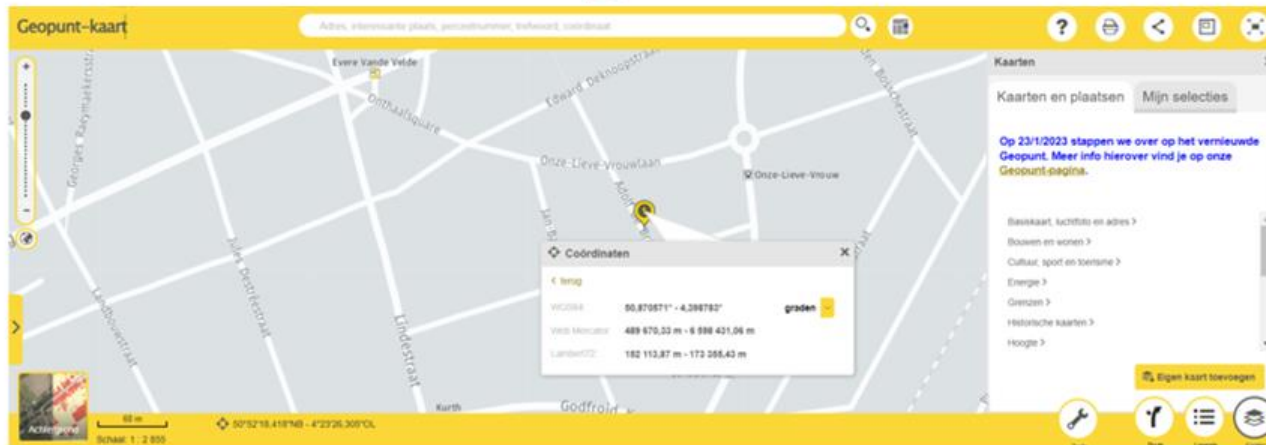 Geopunt-kaart
Adres, interessante plaats, perceelnummer, trefwoord, coördinaat
Kaarten
Kaarten en plaatsen
Mijn selecties
Op 23/1/2023 stappen we over op het vernieuwde
Geopunt. Meer info hierover vind je op onze
Geopunt-pagina.
Basiskaart, luchtfoto en adres >
Bouwen en wonen >
Cultuur, sport en toerisme >
Energie >
Grenzen >
Historische kaarten >
Hoogte >
Eigen kaart toevoegen
Evere Vande Velde
Onthaalsquare
Edward Deknoopstraat
Georges Raeymaekersstraat
Onze-Lieve-Vrouwlaan
Onze-Lieve-Vrouw
Jules Destréestraat
Landbouwstraat
Lindestraat
Kurth
Godfroid
Coördinaten
< terug
WGS84:
50,870571° - 4,398783°
graden
Web Mercator:
489 670,33 m - 6 598 431,06 m
Lambert72:
152 113,87 m - 173 355,43 m
Achtergrond
60 m
Schaal: 1 : 2 855
50°52'18,418"NB - 4°23'26,305"OL